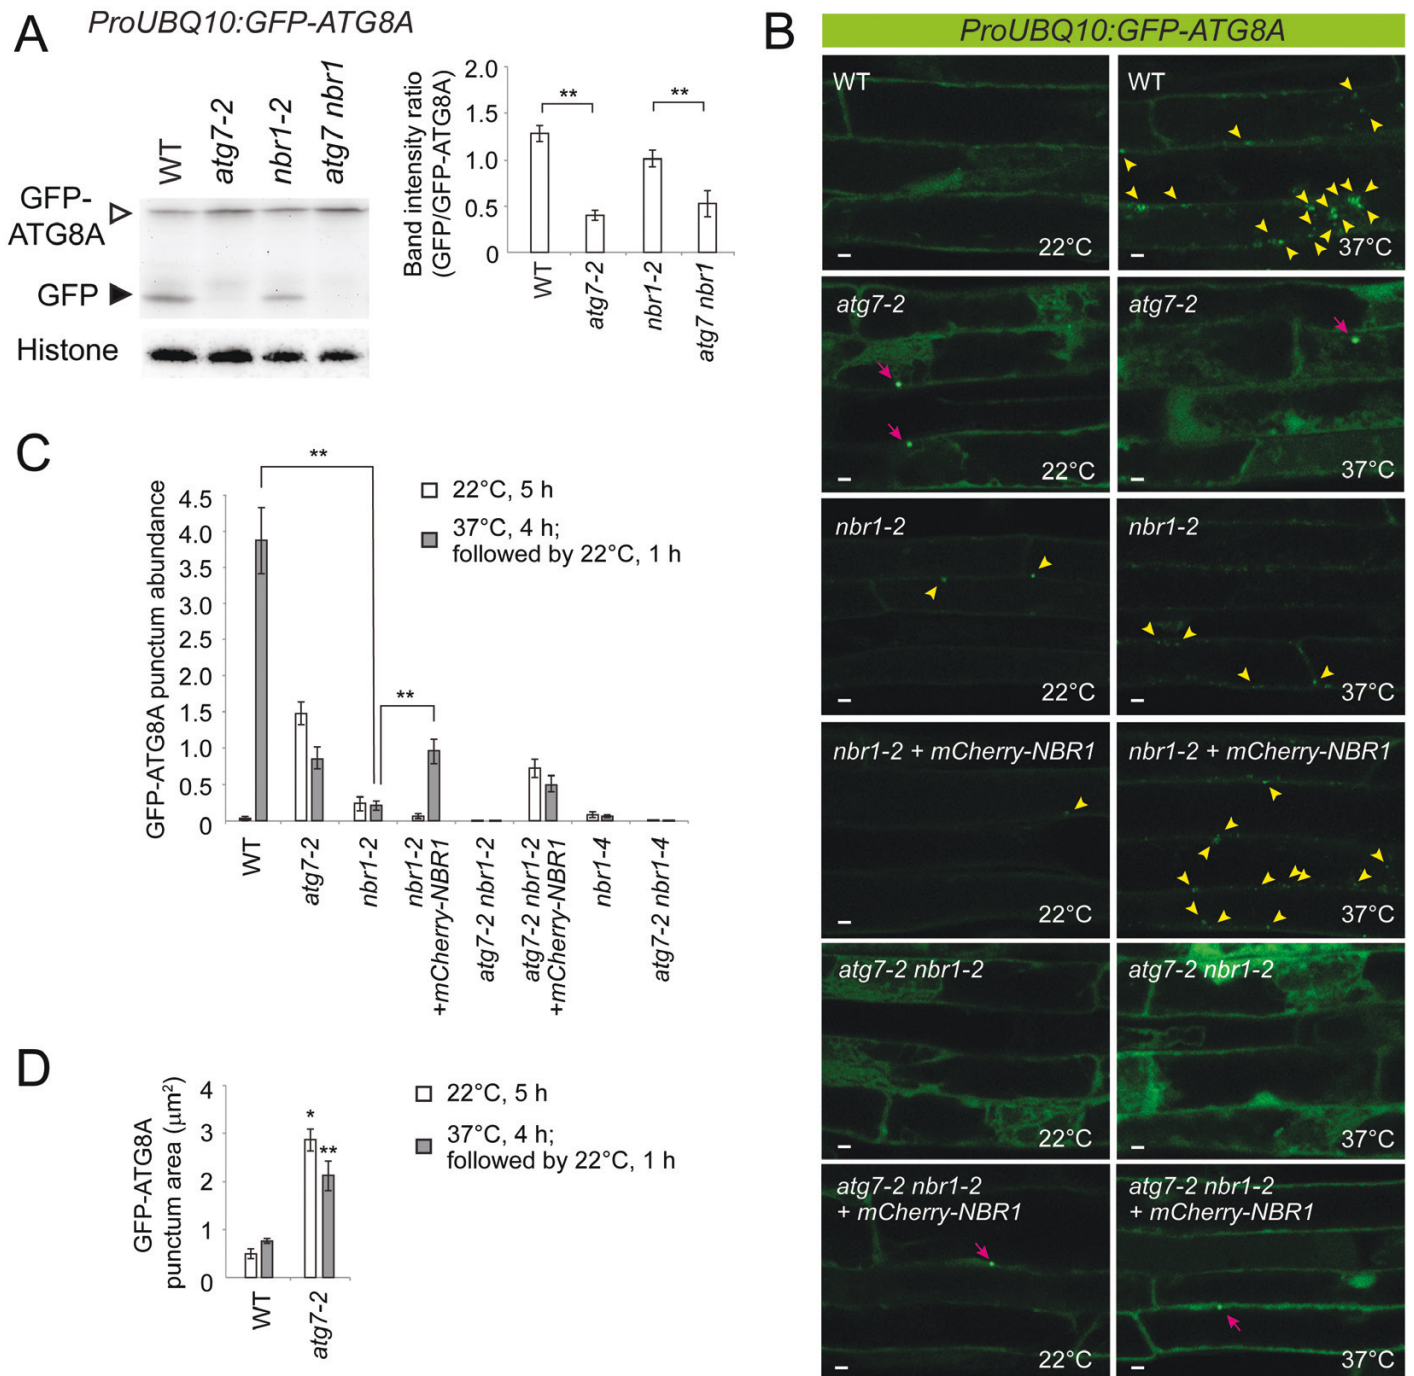 A
ProUBQ10:GFP-ATG8A
WT
atg7-2
nbr1-2
atg7 nbr1
GFP-
ATG8A
GFP
Histone
Band intensity ratio
(GFP/GFP-ATG8A)
2.0
1.5
1.0
0.5
0
**
**
WT
atg7-2
nbr1-2
atg7 nbr1
B
ProUBQ10:GFP-ATG8A
WT
22°C
WT
37°C
atg7-2
22°C
atg7-2
37°C
nbr1-2
22°C
nbr1-2
37°C
nbr1-2 + mCherry-NBR1
22°C
nbr1-2 + mCherry-NBR1
37°C
atg7-2 nbr1-2
22°C
atg7-2 nbr1-2
37°C
atg7-2 nbr1-2
+ mCherry-NBR1
22°C
atg7-2 nbr1-2
+ mCherry-NBR1
37°C
C
GFP-ATG8A punctum abundance
4.5
4.0
3.5
3.0
2.5
2.0
1.5
1.0
0.5
0
**
**
22°C, 5 h
37°C, 4 h;
followed by 22°C, 1 h
WT
atg7-2
nbr1-2
nbr1-2
+mCherry-NBR1
atg7-2 nbr1-2
atg7-2 nbr1-2
+mCherry-NBR1
nbr1-4
atg7-2 nbr1-4
D
GFP-ATG8A
punctum area (μm²)
4
3
2
1
0
*
**
22°C, 5 h
37°C, 4 h;
followed by 22°C, 1 h
WT
atg7-2